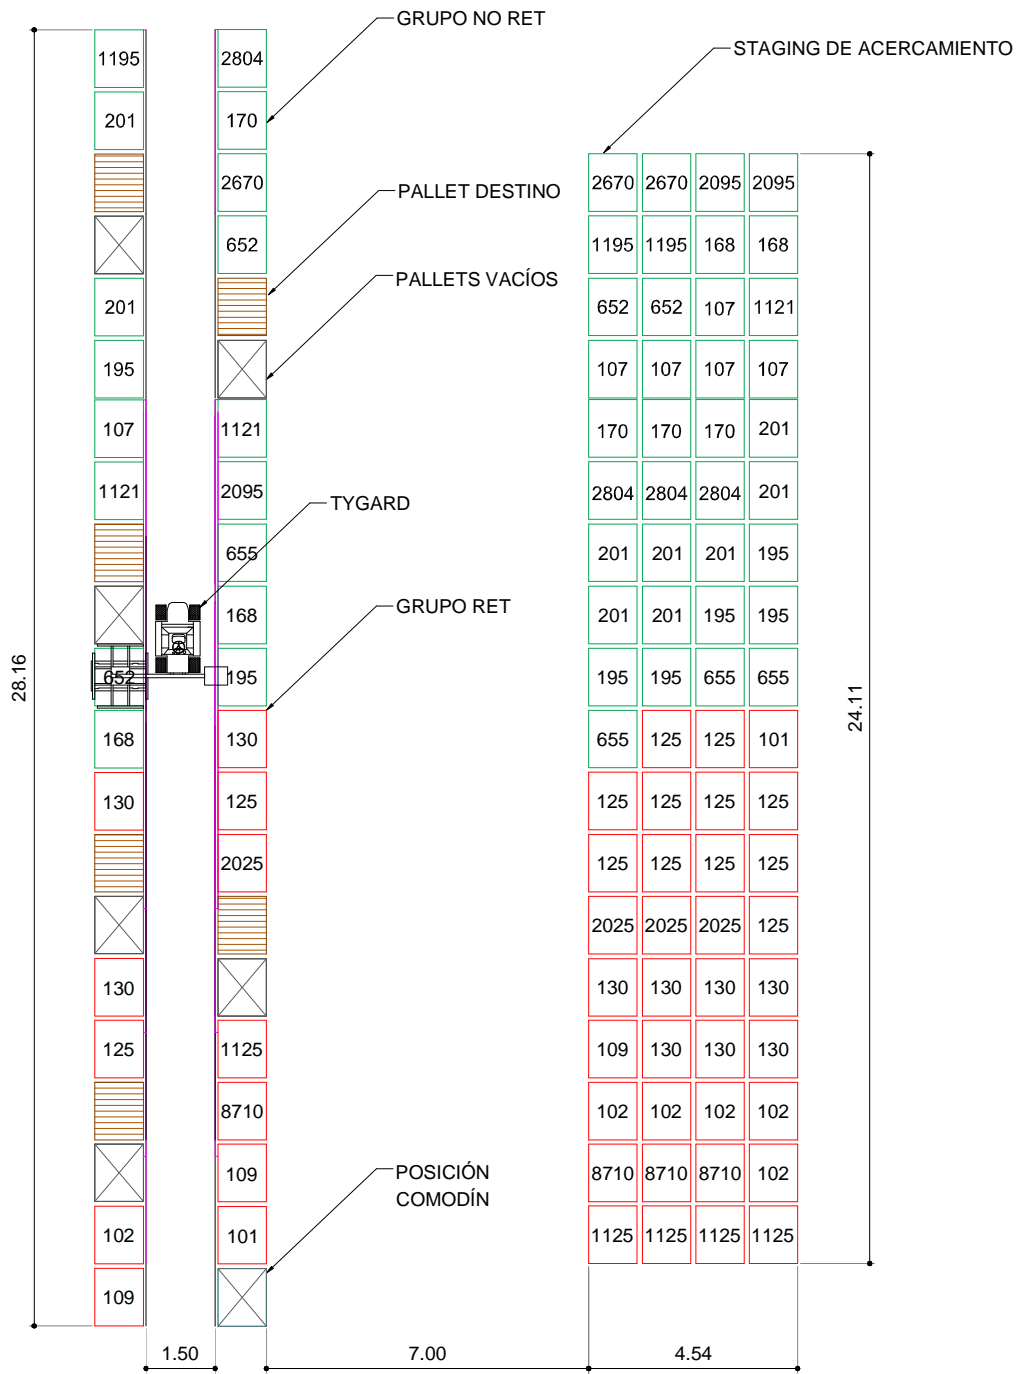 GRUPO NO RET
STAGING DE ACERCAMIENTO
1195 2804
201 170
2670 2670 2670 2095 2095
PALLET DESTINO
652 1195 1195 168 168
PALLETS VACÍOS
201 652 652 107 1121
195 107 107 107 107
107 1121 170 170 170 201
1121 2095 2804 2804 2804 201
TYGARD
655 201 201 201 195
GRUPO RET
168 201 201 195 195
652 195 195 195 655 655
28.16
24.11
168 130 655 125 125 101
130 125 125 125 125 125
2025 125 125 125 125
2025 2025 2025 125
130 130 130 130 130
125 1125 109 130 130 130
8710 102 102 102 102
109 8710 8710 8710 102
POSICIÓN
COMODÍN
102 101 1125 1125 1125 1125
109
1.50 7.00 4.54